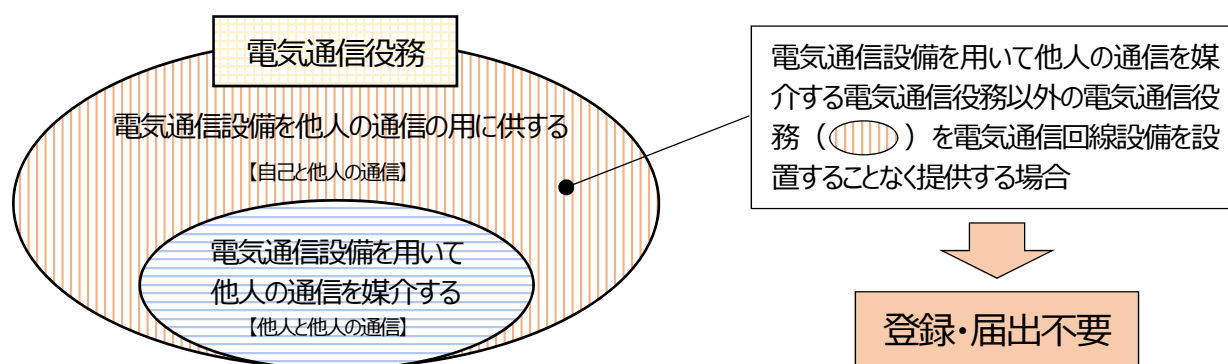 電気通信役務
電気通信設備を他人の通信の用に供する
【自己と他人の通信】
電気通信設備を用いて
他人の通信を媒介する
【他人と他人の通信】
電気通信設備を用いて他人の通信を媒
介する電気通信役務以外の電気通信役
務（）を電気通信回線設備を設
置することなく提供する場合
登録・届出不要